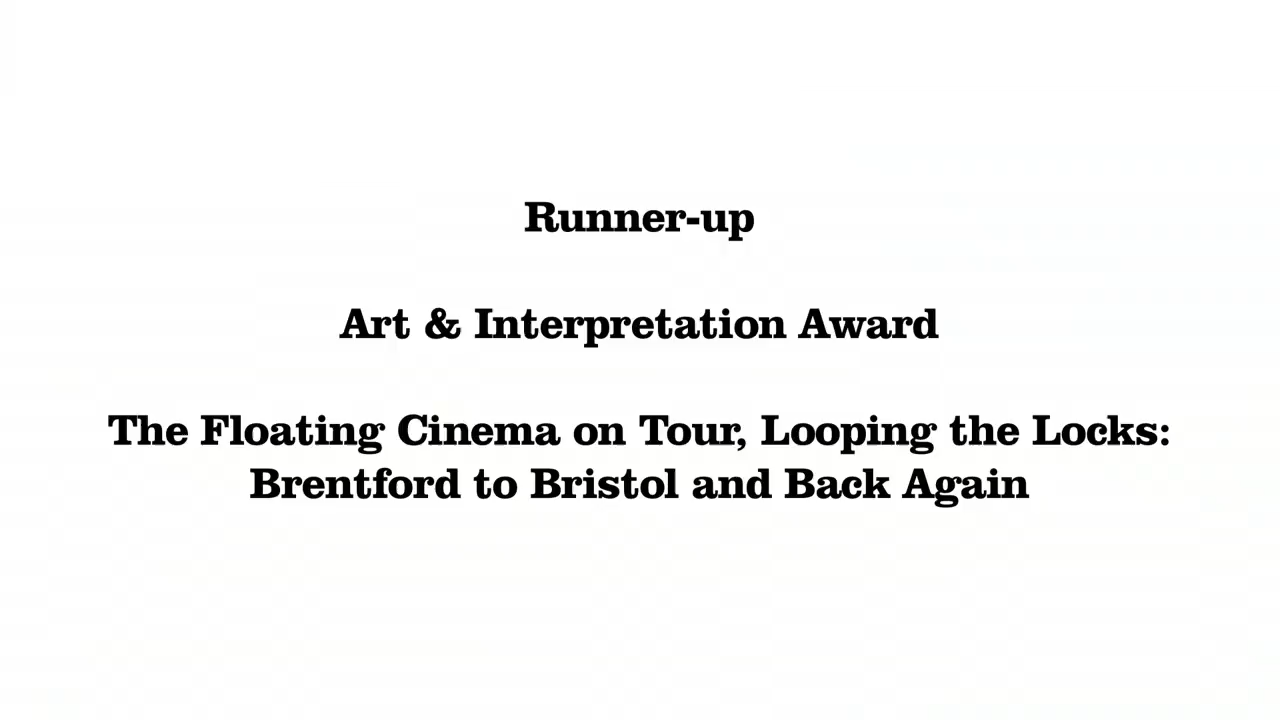 Runner-up
Art & Interpretation Award
The Floating Cinema on Tour, Looping the Locks:
Brentford to Bristol and Back Again